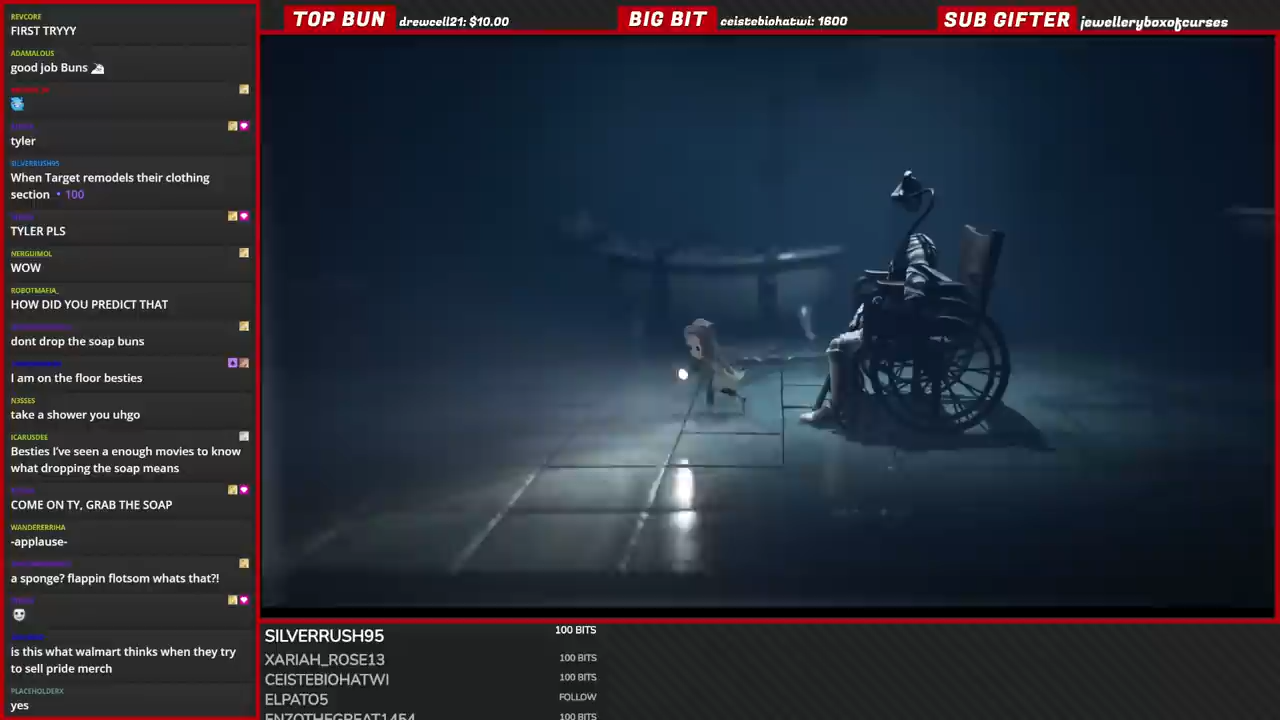 TOP BUN drewcell21: $10.00
BIG BIT ceistebiohatwi: 1600
SUB GIFTER jewelleryboxofcurses
REVCORE
FIRST TRYYY
ADAMALOUS
good job Buns
tyler
SILVERRUSH95
When Target remodels their clothing
section • 100
TYLER PLS
NERGUIMOL
WOW
ROBOTMAFIA_
HOW DID YOU PREDICT THAT
dont drop the soap buns
I am on the floor besties
N3SSES
take a shower you uhgo
ICARUSDEE
Besties I've seen a enough movies to know
what dropping the soap means
COME ON TY, GRAB THE SOAP
WANDERERRIHA
-applause-
a sponge? flappin flotsom whats that?!
is this what walmart thinks when they try
to sell pride merch
PLACEHOLDERX
yes
SILVERRUSH95 100 BITS
XARIAH_ROSE13 100 BITS
CEISTEBIOHATWI 100 BITS
ELPATO5 FOLLOW
ENZOTHEGREAT1454 100 BITS